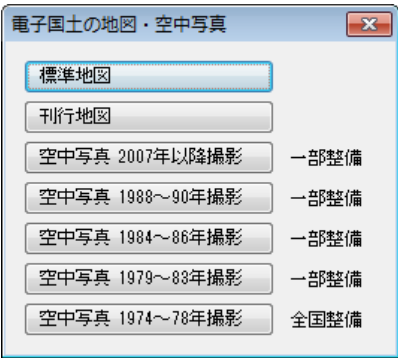 電子国土の地図・空中写真
標準地図
刊行地図
空中写真 2007年以降撮影 一部整備
空中写真 1988～90年撮影 一部整備
空中写真 1984～86年撮影 一部整備
空中写真 1979～83年撮影 一部整備
空中写真 1974～78年撮影 全国整備